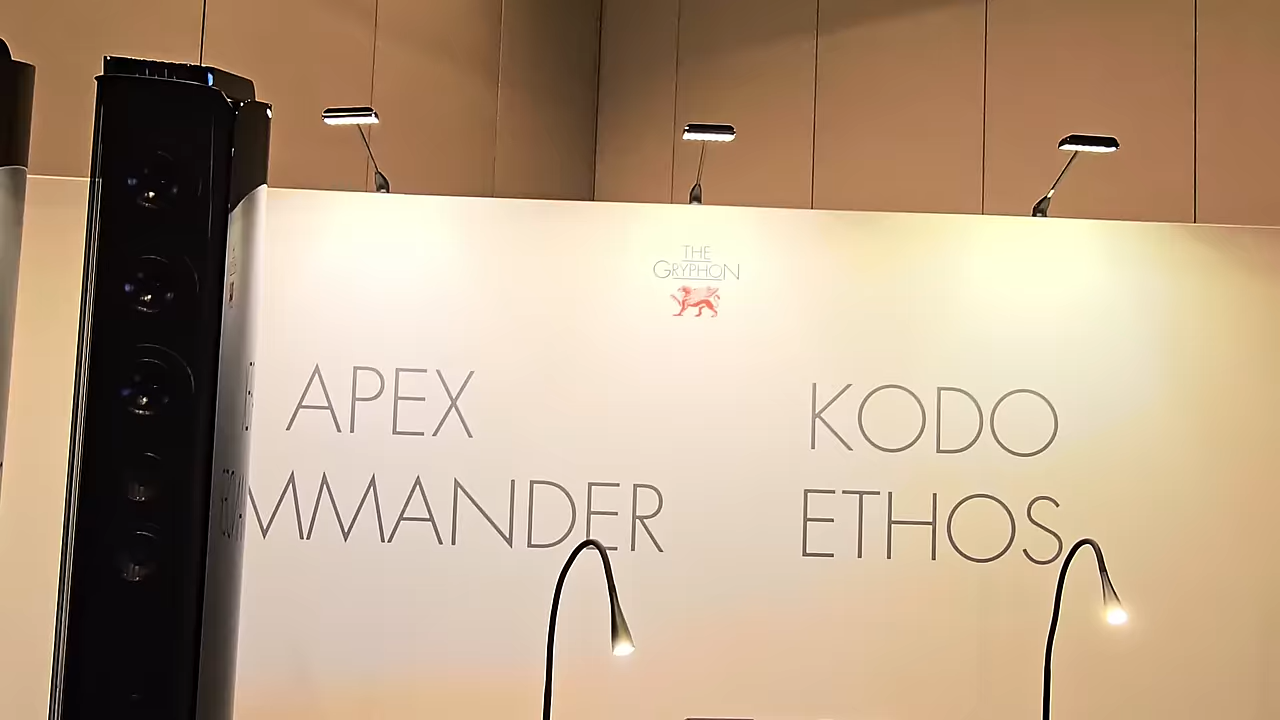 THE
GRYPHON
APEX
KODO
MMANDER
ETHOS